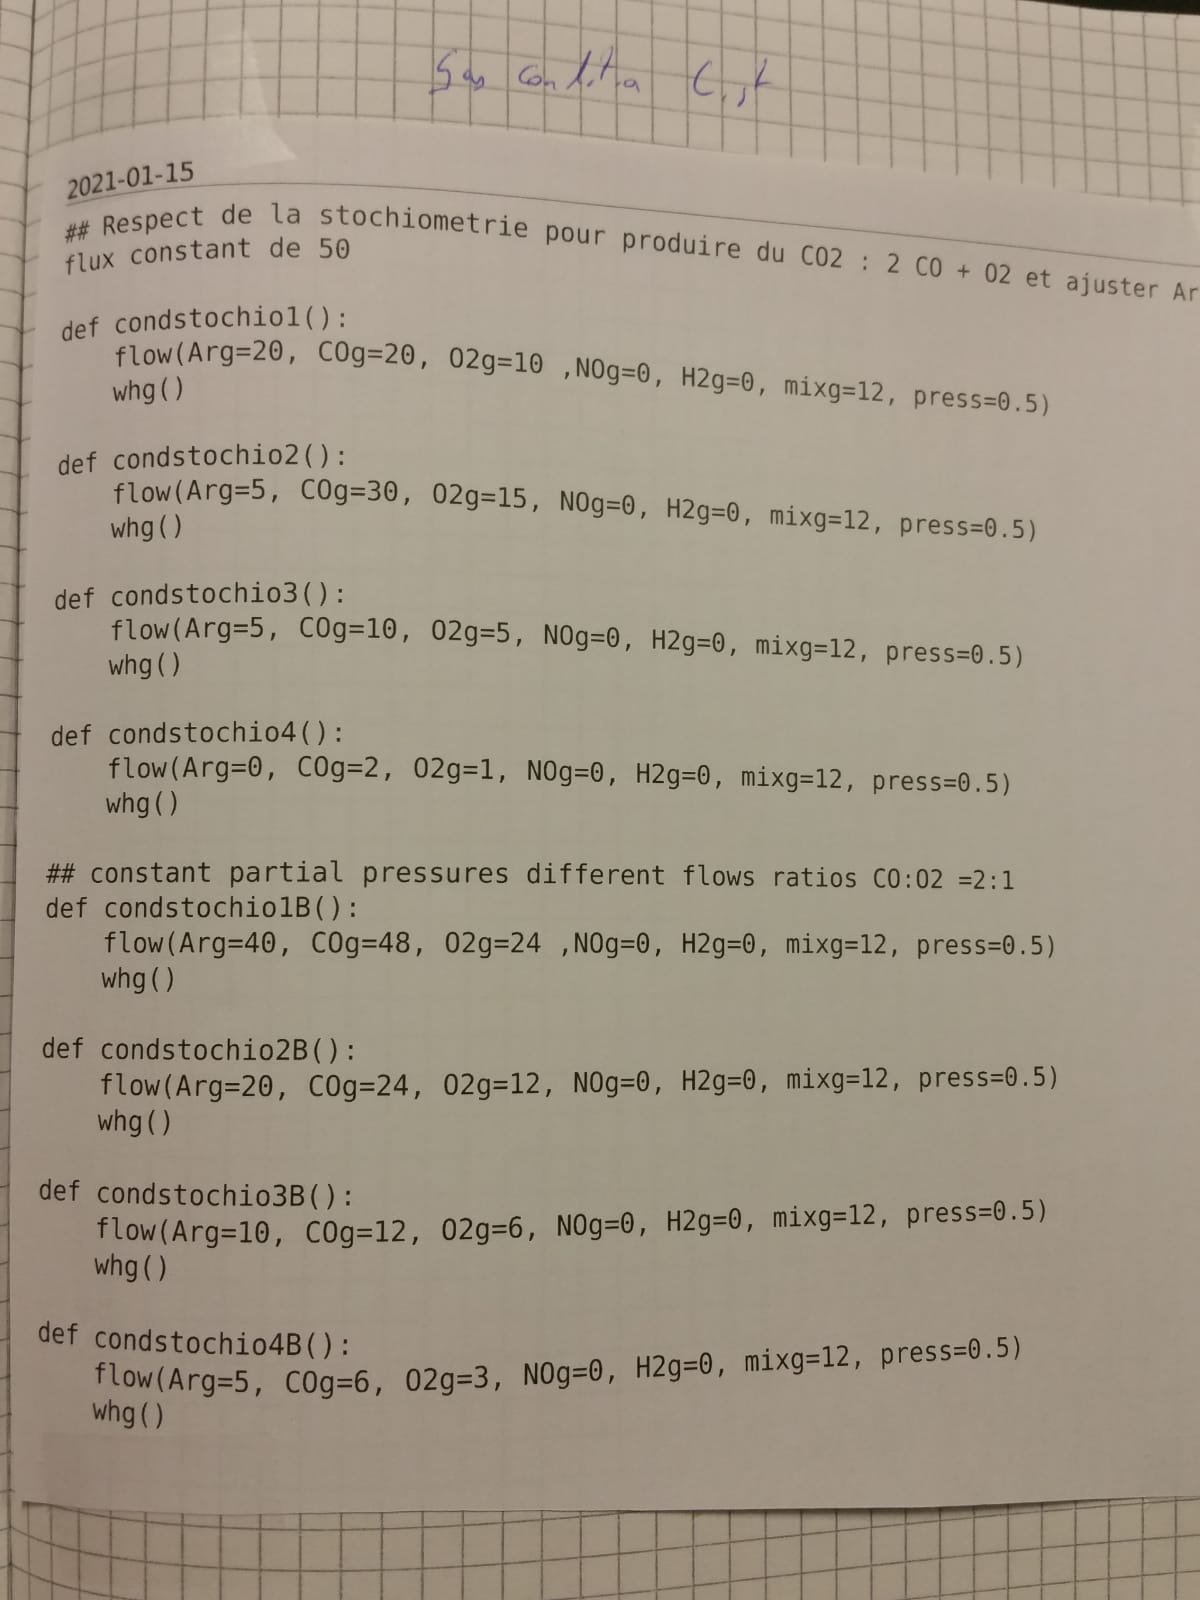 Gas condition List
2021-01-15
## Respect de la stochiometrie pour produire du CO2 : 2 CO + O2 et ajuster Ar
flux constant de 50
def condstochio1():
    flow(Arg=20, COg=20, O2g=10 ,NOg=0, H2g=0, mixg=12, press=0.5)
    whg()
def condstochio2():
    flow(Arg=5, COg=30, O2g=15, NOg=0, H2g=0, mixg=12, press=0.5)
    whg()
def condstochio3():
    flow(Arg=5, COg=10, O2g=5, NOg=0, H2g=0, mixg=12, press=0.5)
    whg()
def condstochio4():
    flow(Arg=0, COg=2, O2g=1, NOg=0, H2g=0, mixg=12, press=0.5)
    whg()
## constant partial pressures different flows ratios CO:O2 =2:1
def condstochio1B():
    flow(Arg=40, COg=48, O2g=24 ,NOg=0, H2g=0, mixg=12, press=0.5)
    whg()
def condstochio2B():
    flow(Arg=20, COg=24, O2g=12, NOg=0, H2g=0, mixg=12, press=0.5)
    whg()
def condstochio3B():
    flow(Arg=10, COg=12, O2g=6, NOg=0, H2g=0, mixg=12, press=0.5)
    whg()
def condstochio4B():
    flow(Arg=5, COg=6, O2g=3, NOg=0, H2g=0, mixg=12, press=0.5)
    whg()